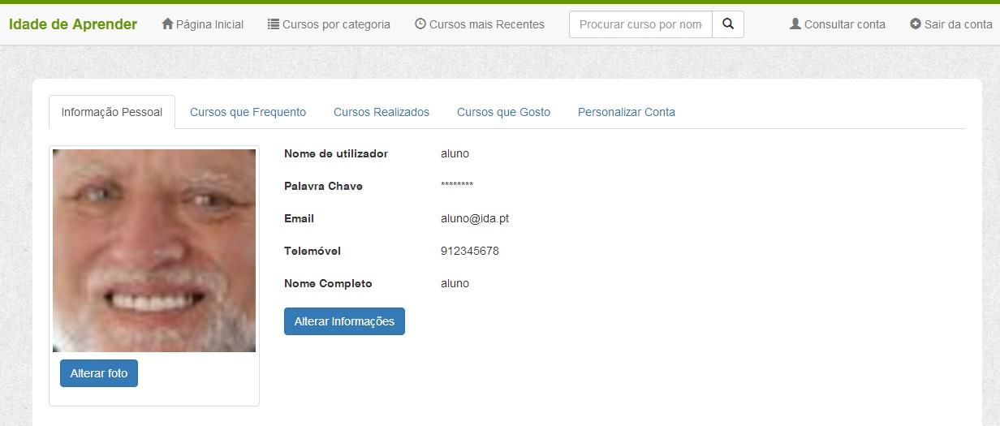 Idade de Aprender Página Inicial Cursos por categoria Cursos mais Recentes Procurar curso por nom Consultar conta Sair da conta
Informação Pessoal Cursos que Frequento Cursos Realizados Cursos que Gosto Personalizar Conta
Nome de utilizador aluno
Palavra Chave ********
Email aluno@ida.pt
Telemóvel 912345678
Nome Completo aluno
Alterar Informações
Alterar foto